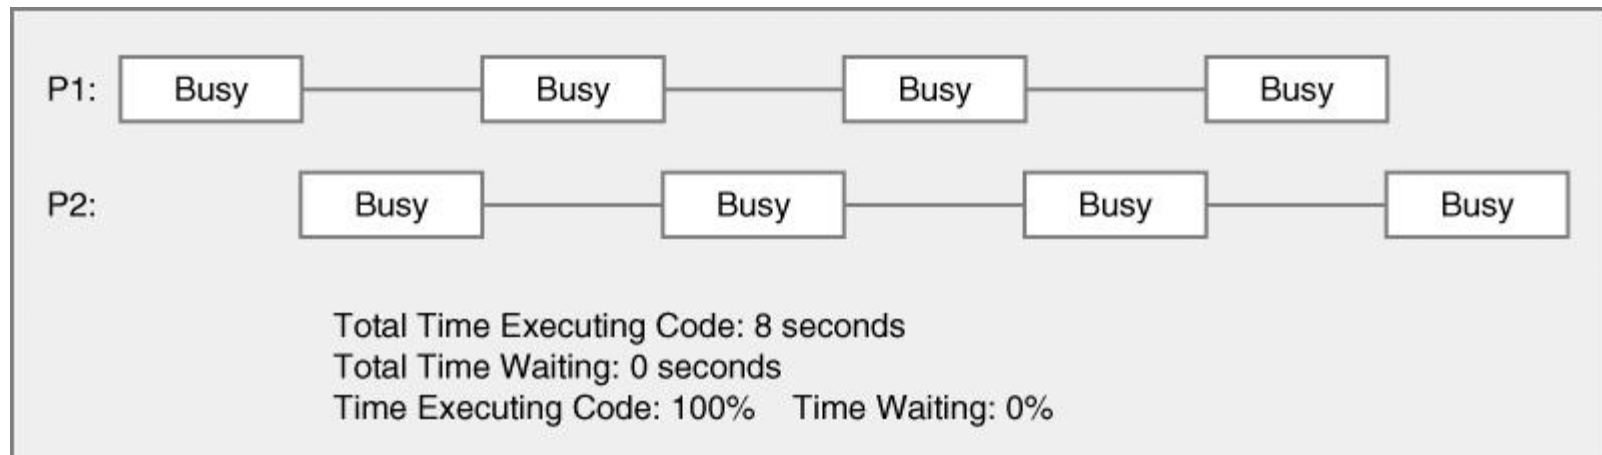 P1: Busy Busy Busy Busy
P2: Busy Busy Busy Busy
Total Time Executing Code: 8 seconds
Total Time Waiting: 0 seconds
Time Executing Code: 100% Time Waiting: 0%